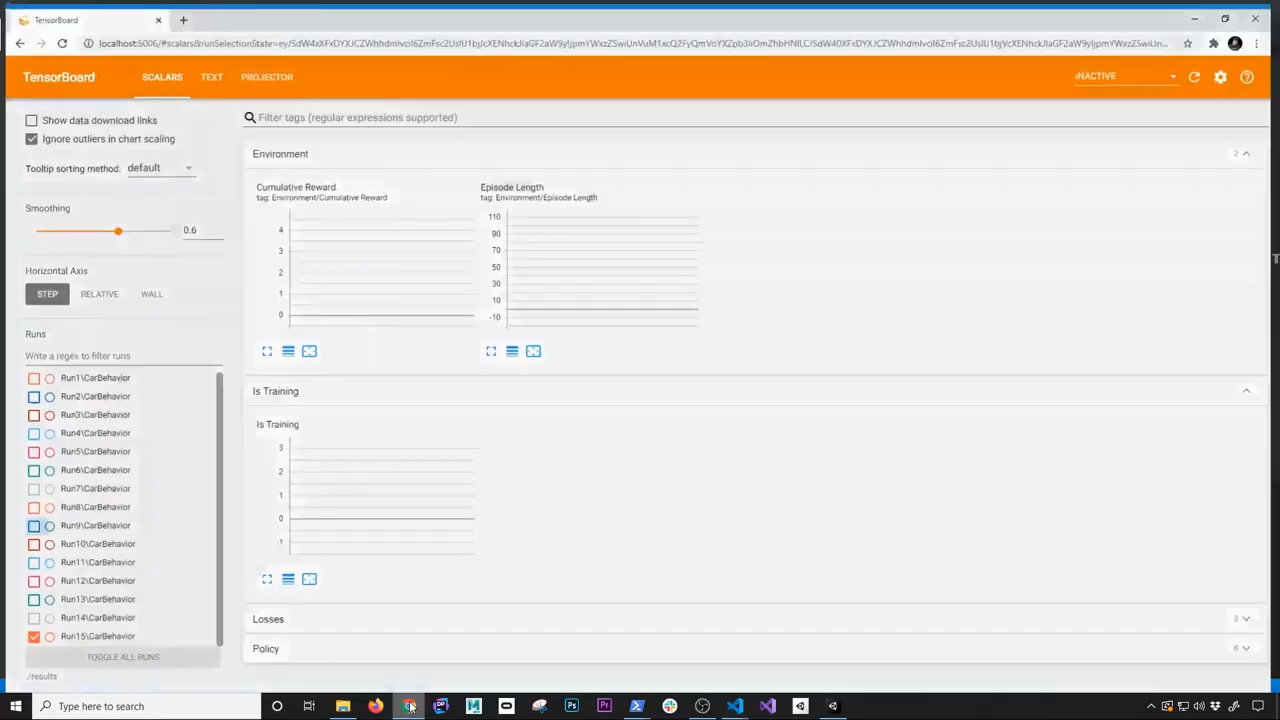 TensorBoard
TensorBoard
SCALARS
TEXT
PROJECTOR
INACTIVE
Show data download links
Ignore outliers in chart scaling
Tooltip sorting method: default
Smoothing
0.6
Horizontal Axis
STEP
RELATIVE
WALL
Runs
Write a regex to filter runs
Run1\CarBehavior
Run2\CarBehavior
Run3\CarBehavior
Run4\CarBehavior
Run5\CarBehavior
Run6\CarBehavior
Run7\CarBehavior
Run8\CarBehavior
Run9\CarBehavior
Run10\CarBehavior
Run11\CarBehavior
Run12\CarBehavior
Run13\CarBehavior
Run14\CarBehavior
Run15\CarBehavior
TOGGLE ALL RUNS
./results
Filter tags (regular expressions supported)
Environment
2
Cumulative Reward
tag: Environment/Cumulative Reward
4
3
2
1
0
Episode Length
tag: Environment/Episode Length
110
90
70
50
30
10
-10
Is Training
Is Training
3
2
1
0
-1
Losses
2
Policy
6
Type here to search